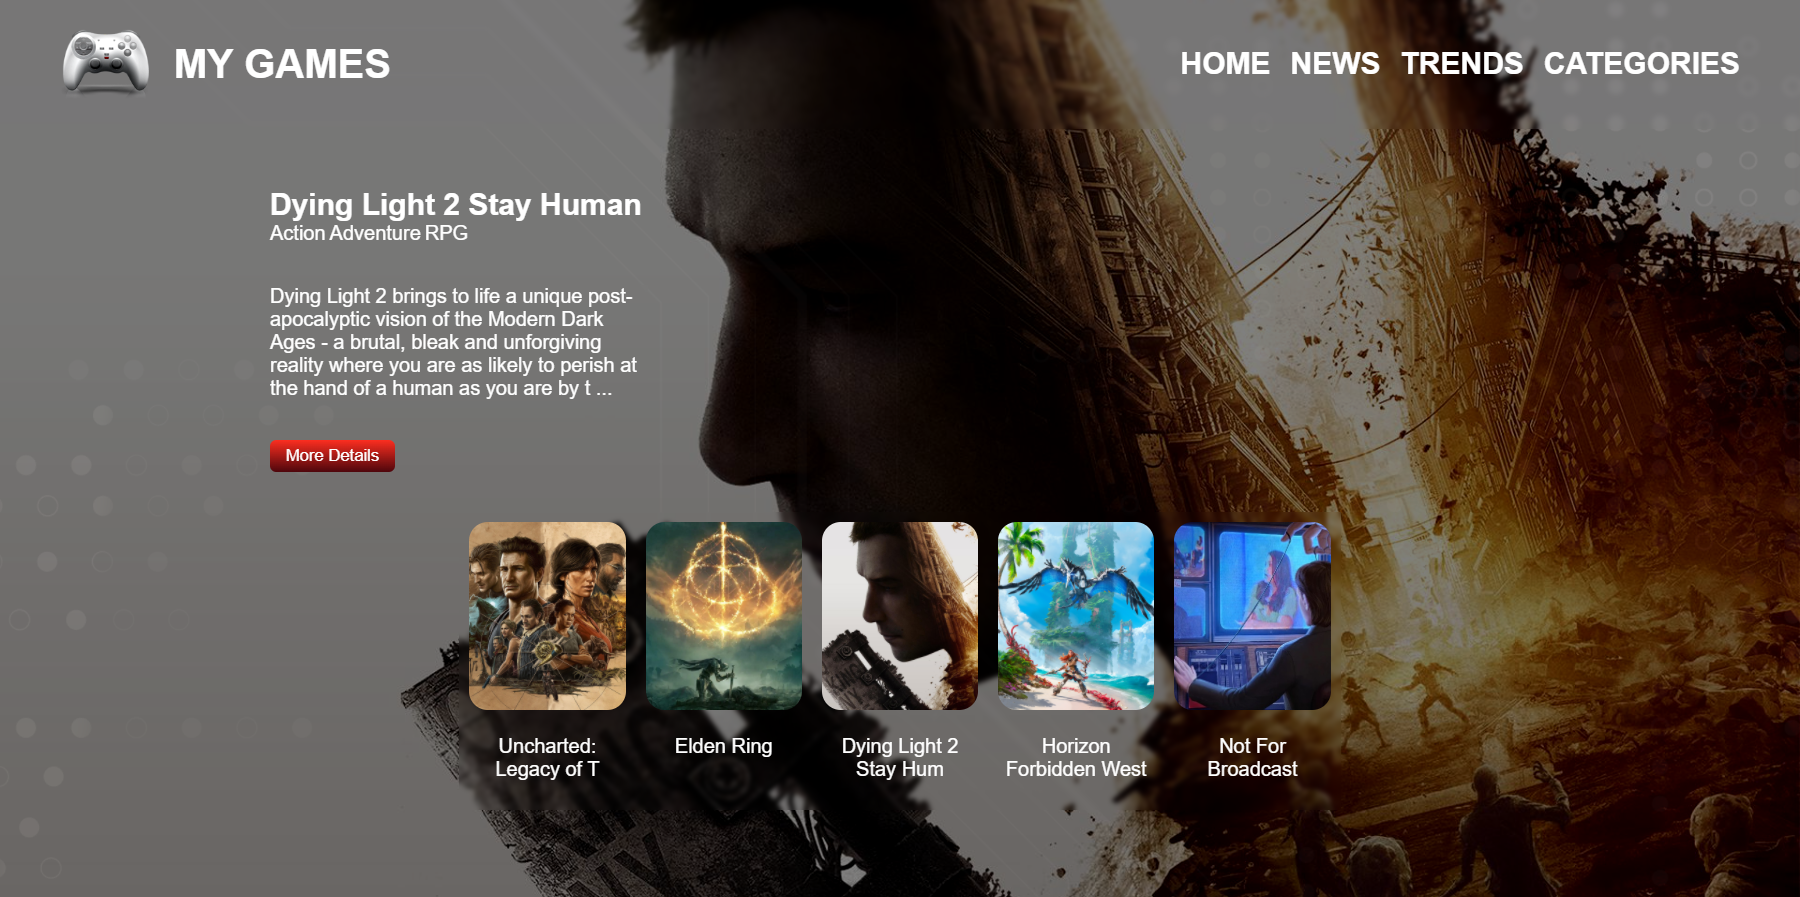 MY GAMES
HOME NEWS TRENDS CATEGORIES
Dying Light 2 Stay Human
Action Adventure RPG
Dying Light 2 brings to life a unique post-
apocalyptic vision of the Modern Dark
Ages - a brutal, bleak and unforgiving
reality where you are as likely to perish at
the hand of a human as you are by t ...
More Details
Uncharted:
Legacy of T
Elden Ring
Dying Light 2
Stay Hum
Horizon
Forbidden West
Not For
Broadcast